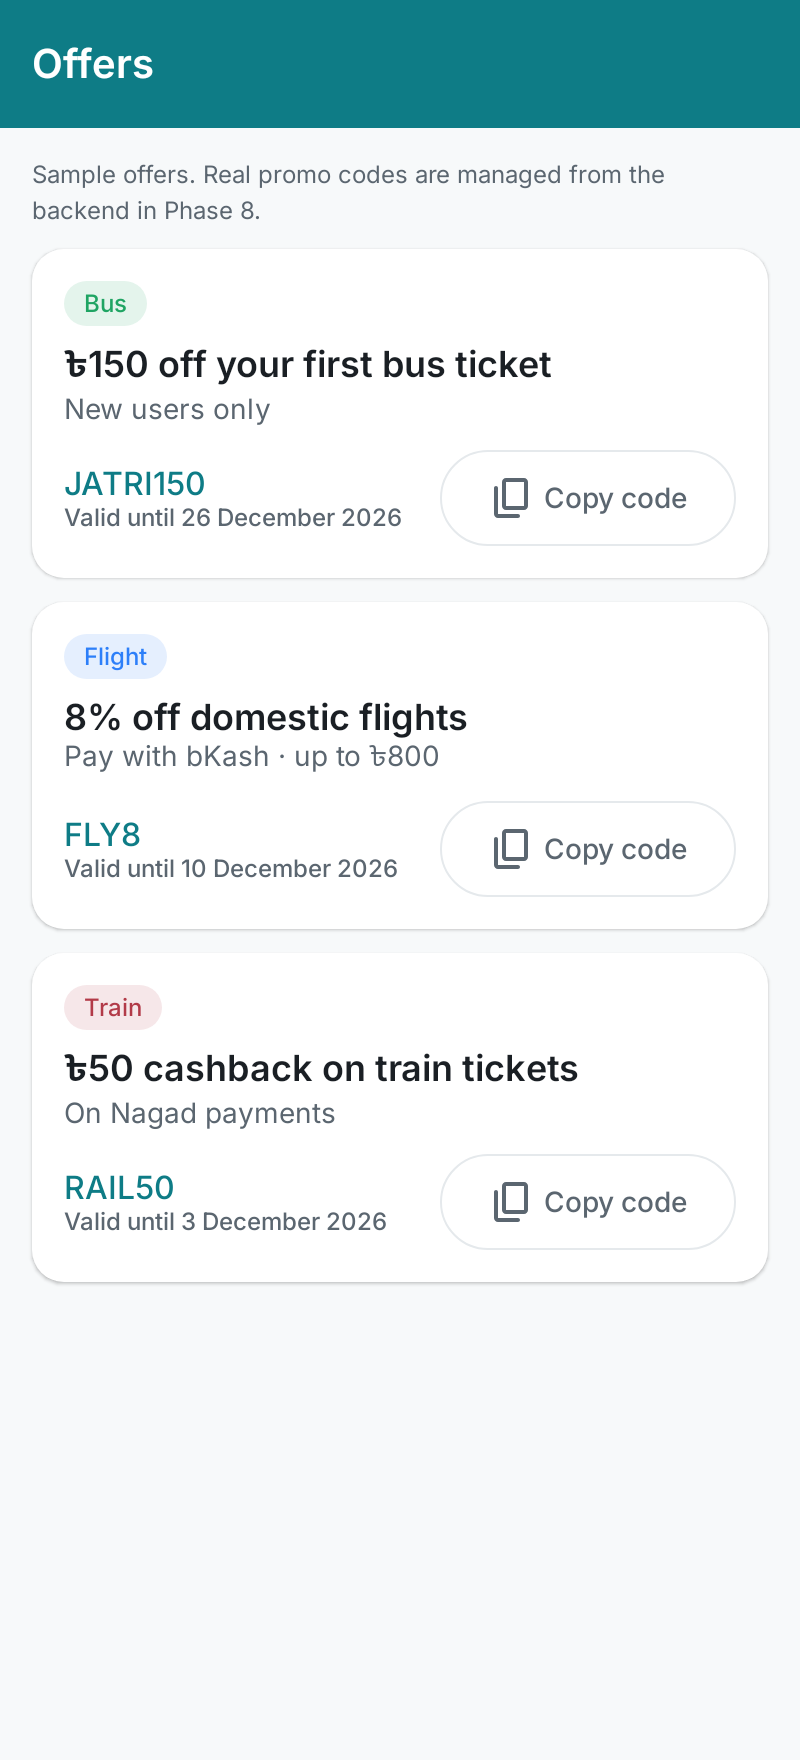 Offers
Sample offers. Real promo codes are managed from the
backend in Phase 8.
Bus
৳150 off your first bus ticket
New users only
JATRI150
Valid until 26 December 2026
Copy code
Flight
8% off domestic flights
Pay with bKash · up to ৳800
FLY8
Valid until 10 December 2026
Copy code
Train
৳50 cashback on train tickets
On Nagad payments
RAIL50
Valid until 3 December 2026
Copy code